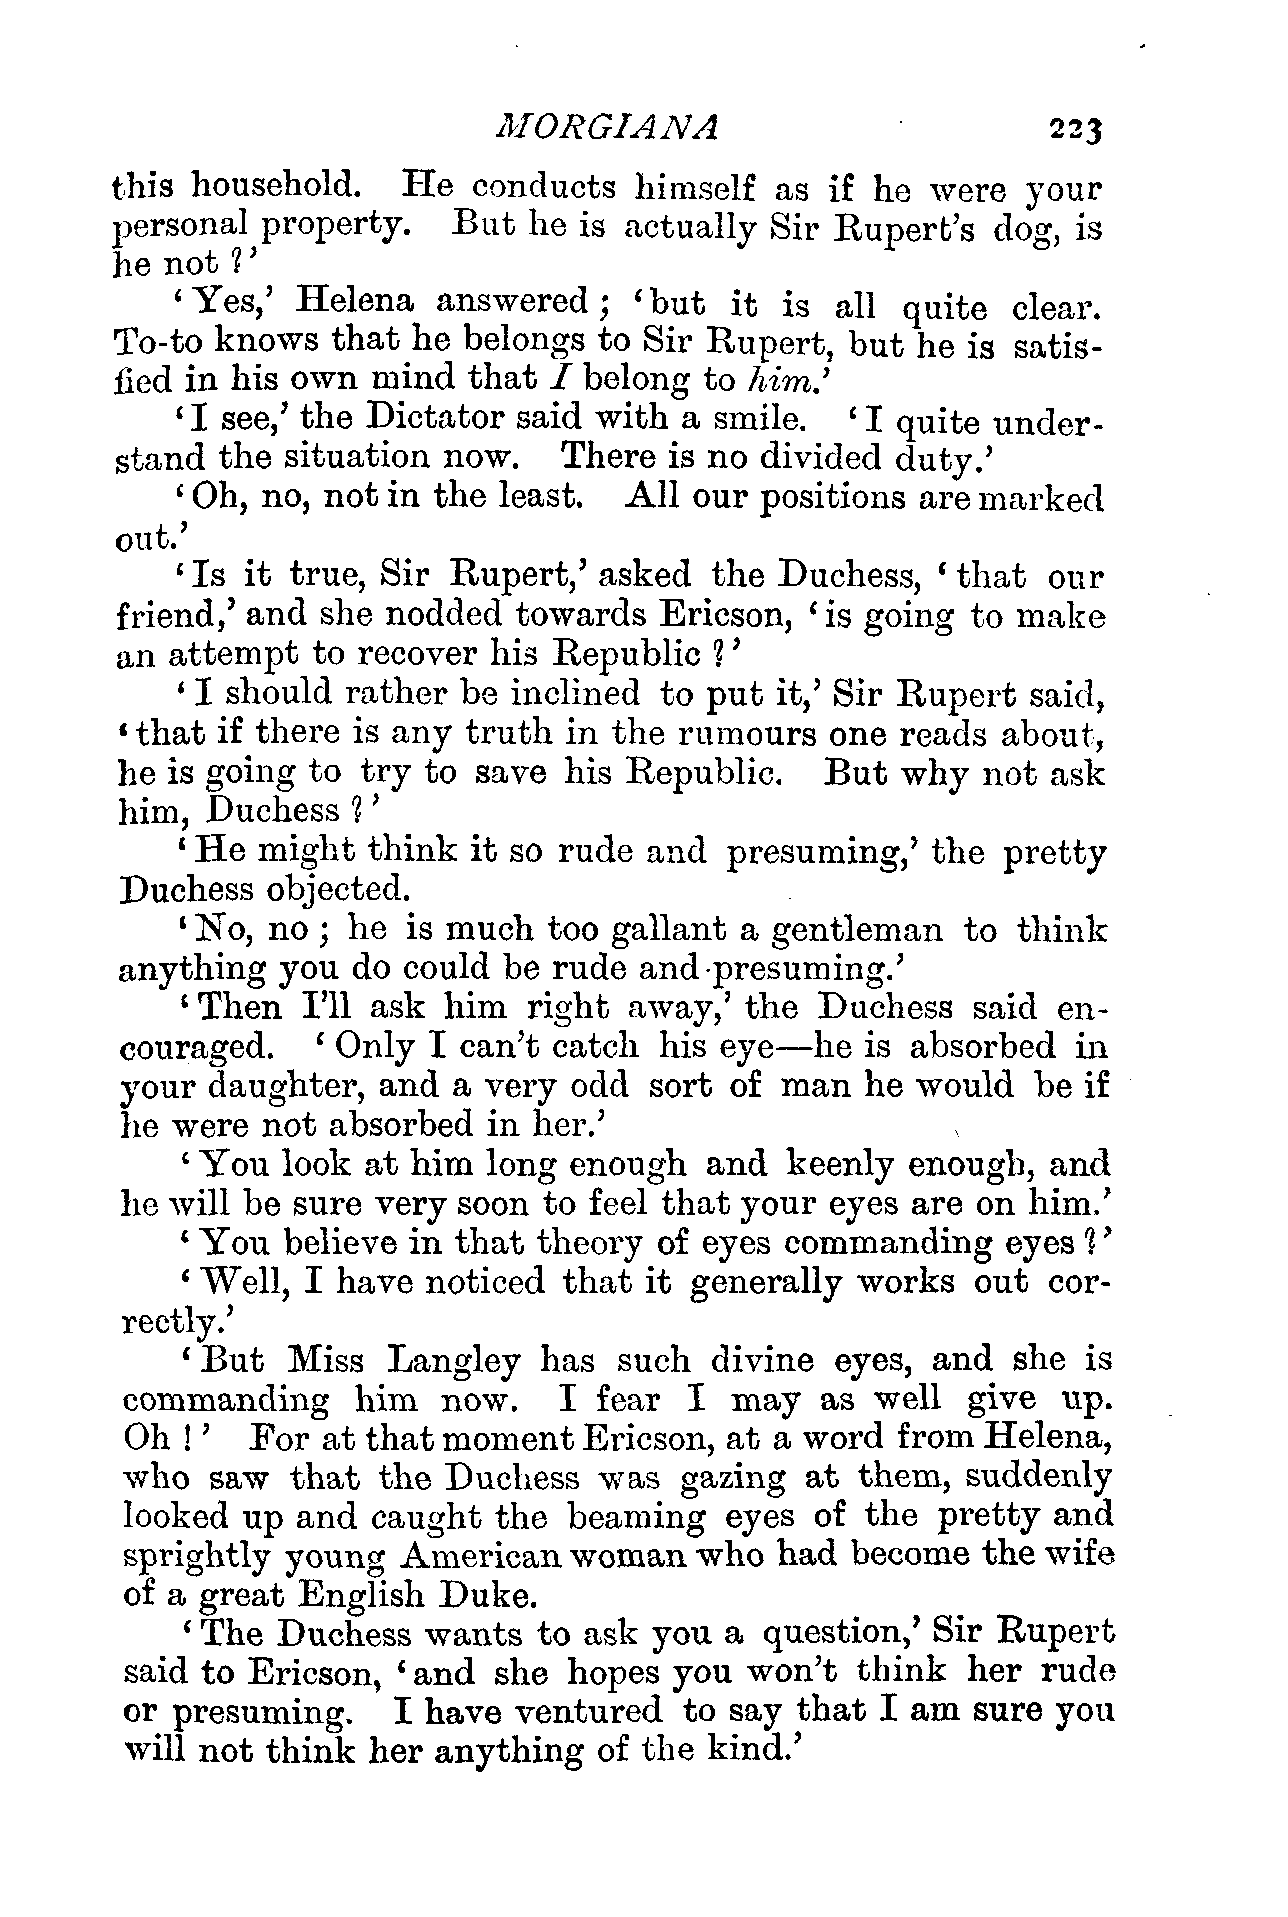 MORGIANA 223
this household. He conducts himself as if he were your
personal property. But he is actually Sir Rupert's dog, is
he not ?'
‘Yes,’ Helena answered ; ‘but it is all quite clear.
To-to knows that he belongs to Sir Rupert, but he is satis-
fied in his own mind that I belong to him.’
‘I see,’ the Dictator said with a smile. ‘I quite under-
stand the situation now. There is no divided duty.’
‘Oh, no, not in the least. All our positions are marked
out.’
‘Is it true, Sir Rupert,’ asked the Duchess, ‘that our
friend,’ and she nodded towards Ericson, ‘is going to make
an attempt to recover his Republic ?’
‘I should rather be inclined to put it,’ Sir Rupert said,
‘that if there is any truth in the rumours one reads about,
he is going to try to save his Republic. But why not ask
him, Duchess ?’
‘He might think it so rude and presuming,’ the pretty
Duchess objected.
‘No, no ; he is much too gallant a gentleman to think
anything you do could be rude and presuming.’
‘Then I’ll ask him right away,’ the Duchess said en-
couraged. ‘Only I can’t catch his eye—he is absorbed in
your daughter, and a very odd sort of man he would be if
he were not absorbed in her.’
‘You look at him long enough and keenly enough, and
he will be sure very soon to feel that your eyes are on him.’
‘You believe in that theory of eyes commanding eyes ?’
‘Well, I have noticed that it generally works out cor-
rectly.’
‘But Miss Langley has such divine eyes, and she is
commanding him now. I fear I may as well give up.
Oh ! ’ For at that moment Ericson, at a word from Helena,
who saw that the Duchess was gazing at them, suddenly
looked up and caught the beaming eyes of the pretty and
sprightly young American woman who had become the wife
of a great English Duke.
‘The Duchess wants to ask you a question,’ Sir Rupert
said to Ericson, ‘and she hopes you won’t think her rude
or presuming. I have ventured to say that I am sure you
will not think her anything of the kind.’